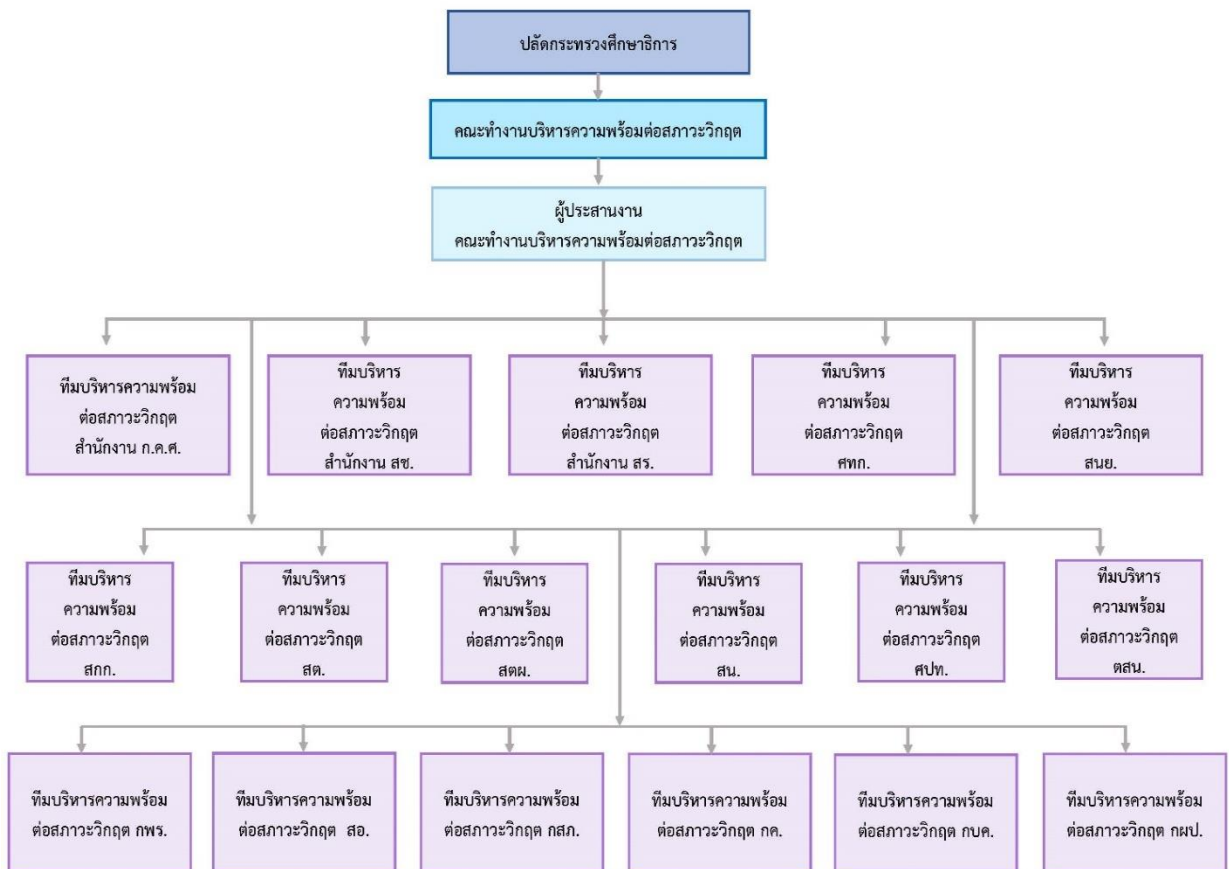 ปลัดกระทรวงศึกษาธิการ
คณะทำงานบริหารความพร้อมต่อสภาวะวิกฤต
ผู้ประสานงาน
คณะทำงานบริหารความพร้อมต่อสภาวะวิกฤต
ทีมบริหารความพร้อม
ต่อสภาวะวิกฤต
สำนักงาน ก.ค.ศ.
ทีมบริหาร
ความพร้อม
ต่อสภาวะวิกฤต
สำนักงาน สช.
ทีมบริหาร
ความพร้อม
ต่อสภาวะวิกฤต
สำนักงาน สร.
ทีมบริหาร
ความพร้อม
ต่อสภาวะวิกฤต
ศทก.
ทีมบริหาร
ความพร้อม
ต่อสภาวะวิกฤต
สนย.
ทีมบริหาร
ความพร้อม
ต่อสภาวะวิกฤต
สกก.
ทีมบริหาร
ความพร้อม
ต่อสภาวะวิกฤต
สต.
ทีมบริหาร
ความพร้อม
ต่อสภาวะวิกฤต
สตผ.
ทีมบริหาร
ความพร้อม
ต่อสภาวะวิกฤต
สน.
ทีมบริหาร
ความพร้อม
ต่อสภาวะวิกฤต
ศปท.
ทีมบริหาร
ความพร้อม
ต่อสภาวะวิกฤต
ตสน.
ทีมบริหารความพร้อม
ต่อสภาวะวิกฤต กพร.
ทีมบริหารความพร้อม
ต่อสภาวะวิกฤต สอ.
ทีมบริหารความพร้อม
ต่อสภาวะวิกฤต กสภ.
ทีมบริหารความพร้อม
ต่อสภาวะวิกฤต กค.
ทีมบริหารความพร้อม
ต่อสภาวะวิกฤต กบค.
ทีมบริหารความพร้อม
ต่อสภาวะวิกฤต กผป.